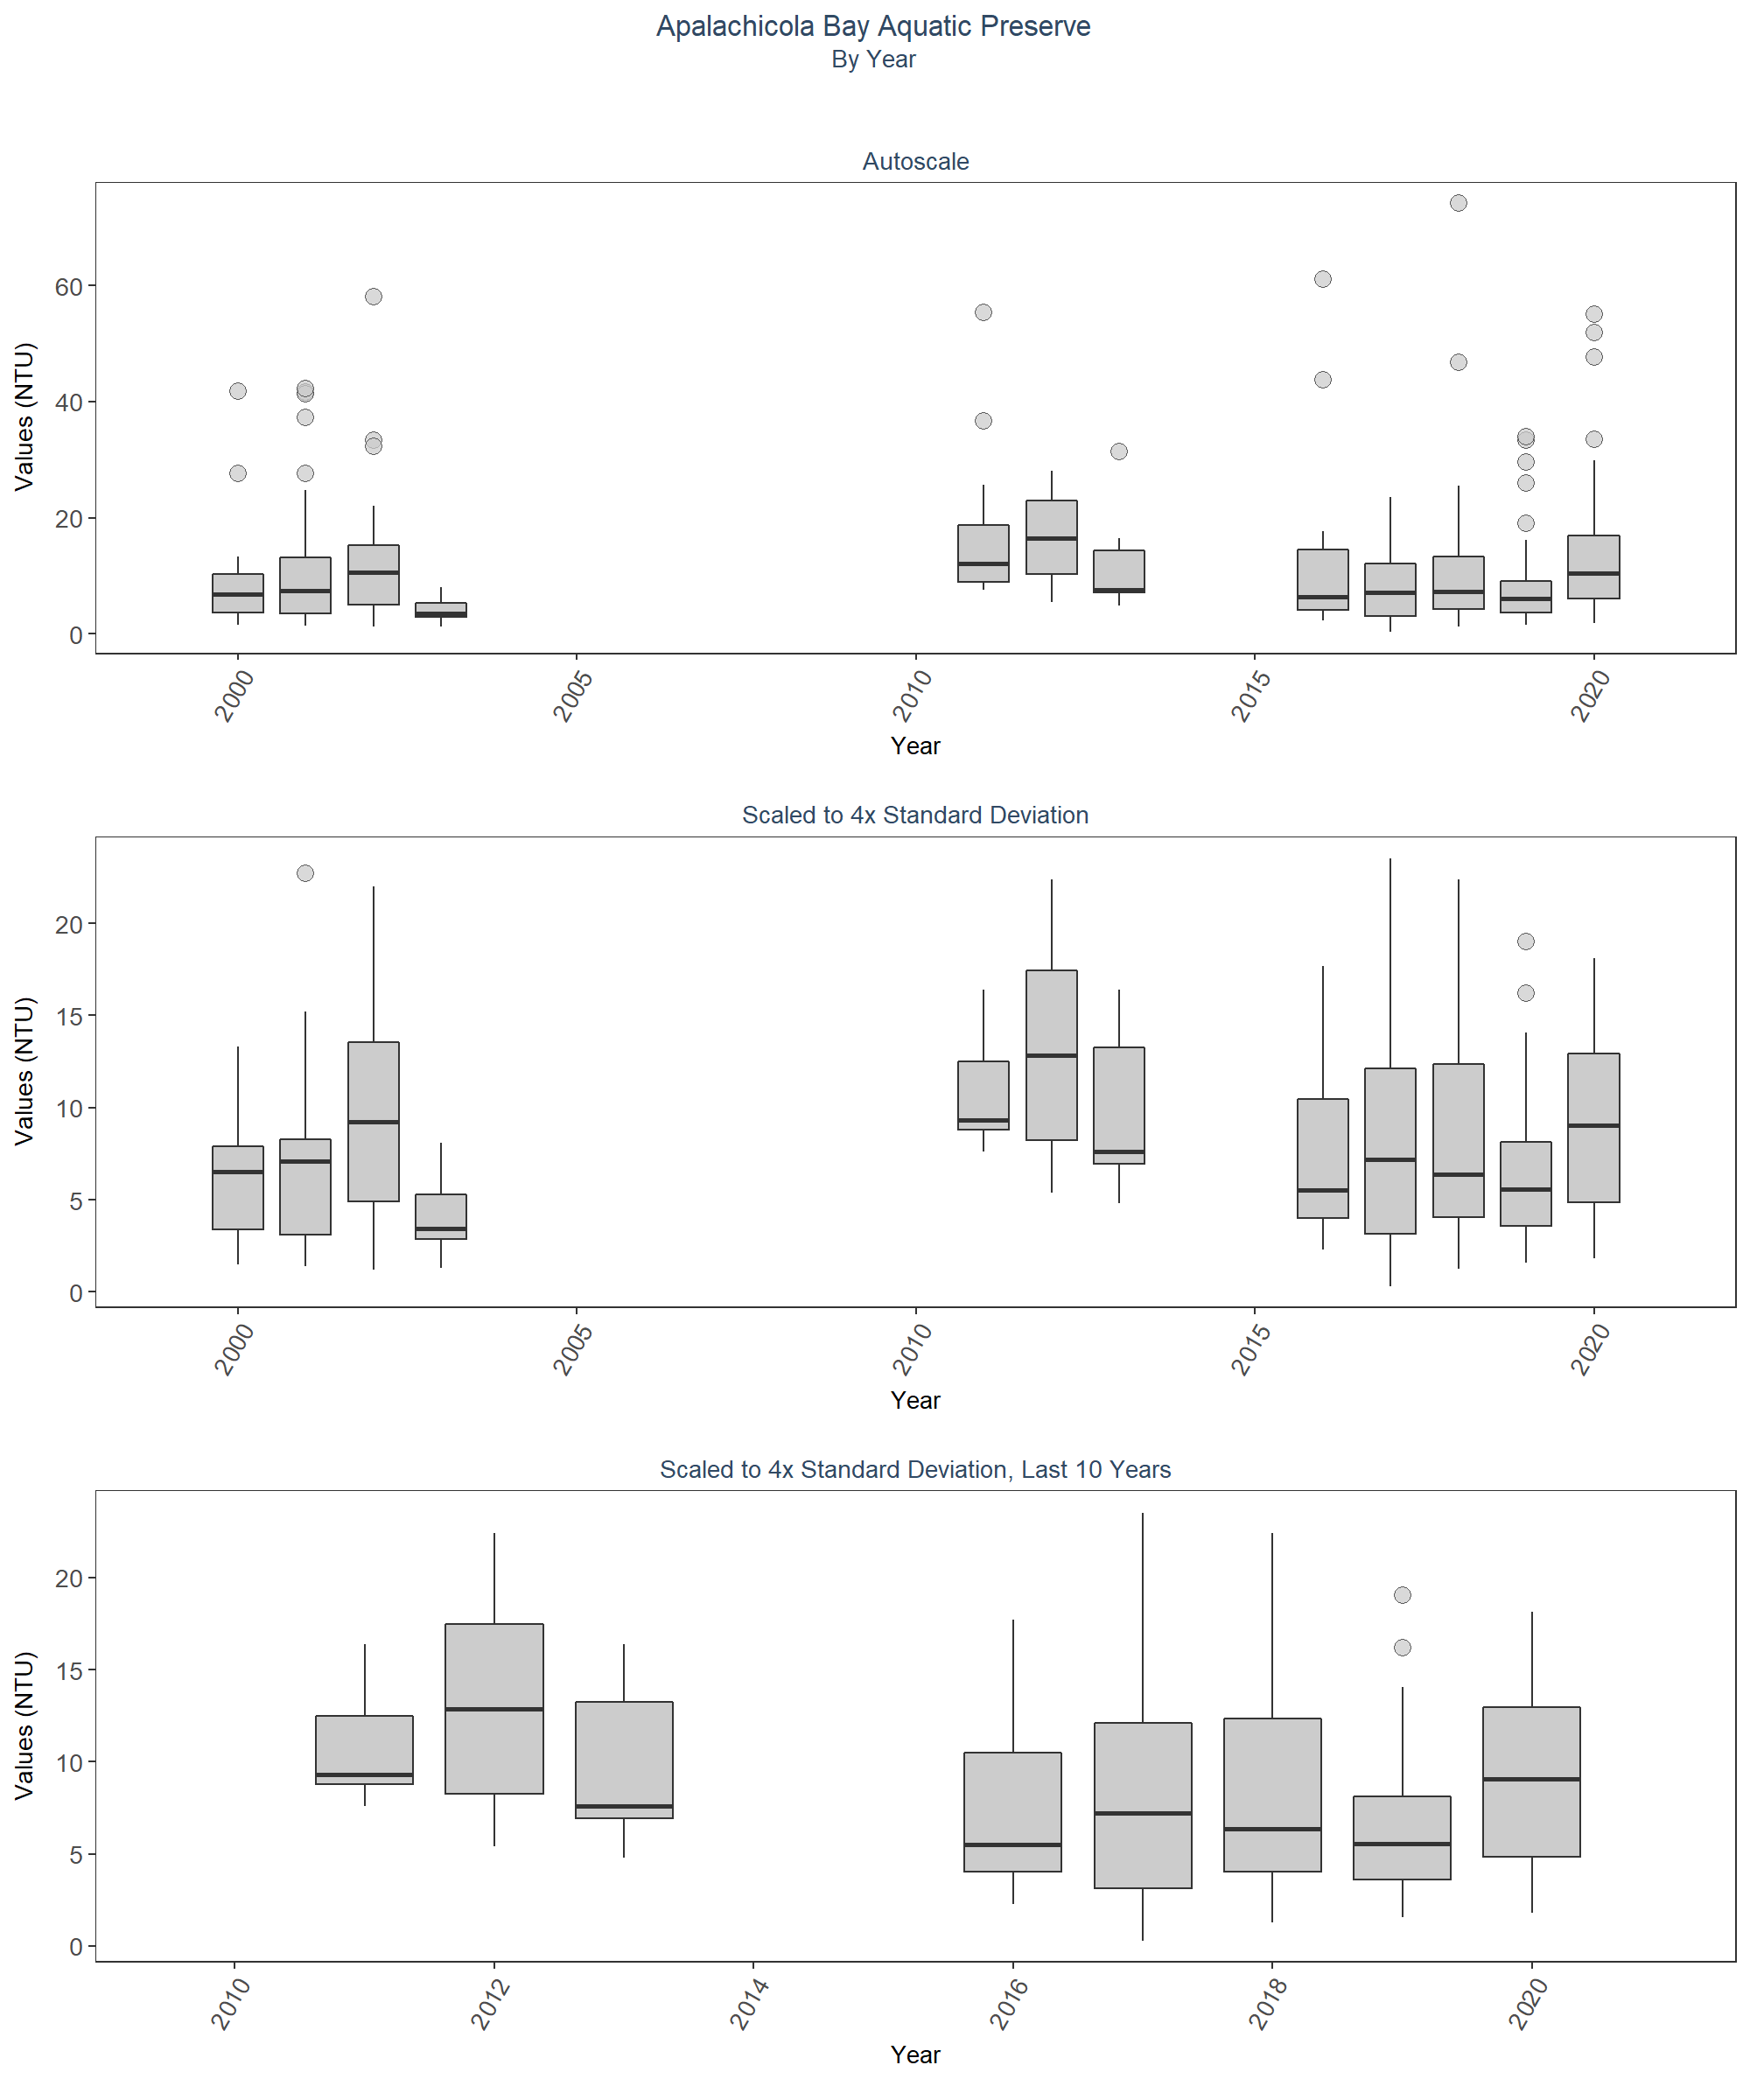 Apalachicola Bay Aquatic Preserve
By Year
Autoscale
Values (NTU)
60
40
20
0
2000 2005 2010 2015 2020
Year
Scaled to 4x Standard Deviation
Values (NTU)
20
15
10
5
0
2000 2005 2010 2015 2020
Year
Scaled to 4x Standard Deviation, Last 10 Years
Values (NTU)
20
15
10
5
0
2010 2012 2014 2016 2018 2020
Year